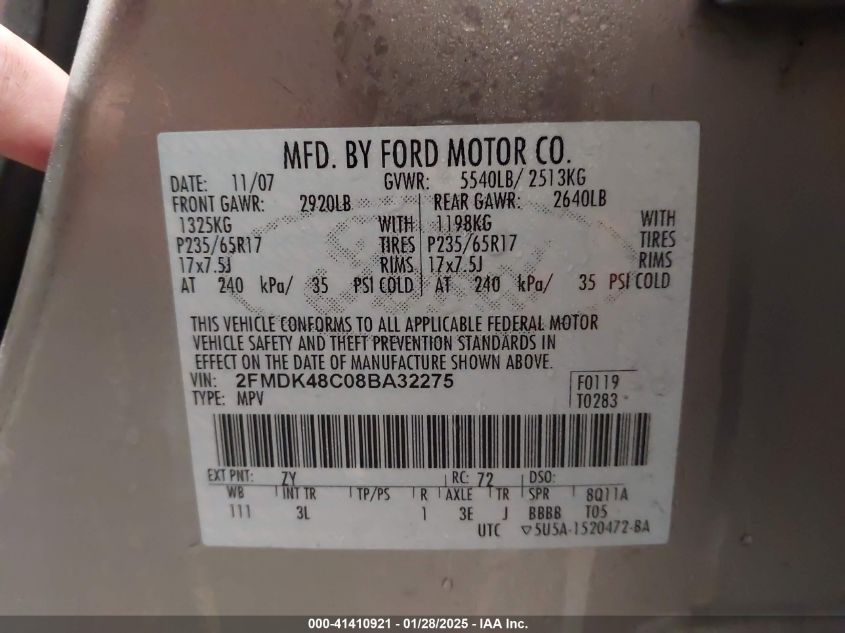 MFD. BY FORD MOTOR CO.
DATE: 11/07 GVWR: 5540LB/ 2513KG
FRONT GAWR: 2920LB REAR GAWR: 2640LB
1325KG WITH 1198KG WITH
P235/65R17 TIRES P235/65R17 TIRES
17x7.5J RIMS 17x7.5J RIMS
AT 240 kPa/ 35 PSI COLD AT 240 kPa/ 35 PSI COLD
THIS VEHICLE CONFORMS TO ALL APPLICABLE FEDERAL MOTOR
VEHICLE SAFETY AND THEFT PREVENTION STANDARDS IN
EFFECT ON THE DATE OF MANUFACTURE SHOWN ABOVE.
VIN: 2FMDK48C08BA32275 F0119
TYPE: MPV T0283
EXT PNT: ZY RC: 72 DSO:
WB INT TR TP/PS R AXLE TR SPR 8Q11A
111 3L 1 3E J BBBB T05
UTC ▽5U5A-1520472-BA
000-41410921 - 01/28/2025 - IAA Inc.